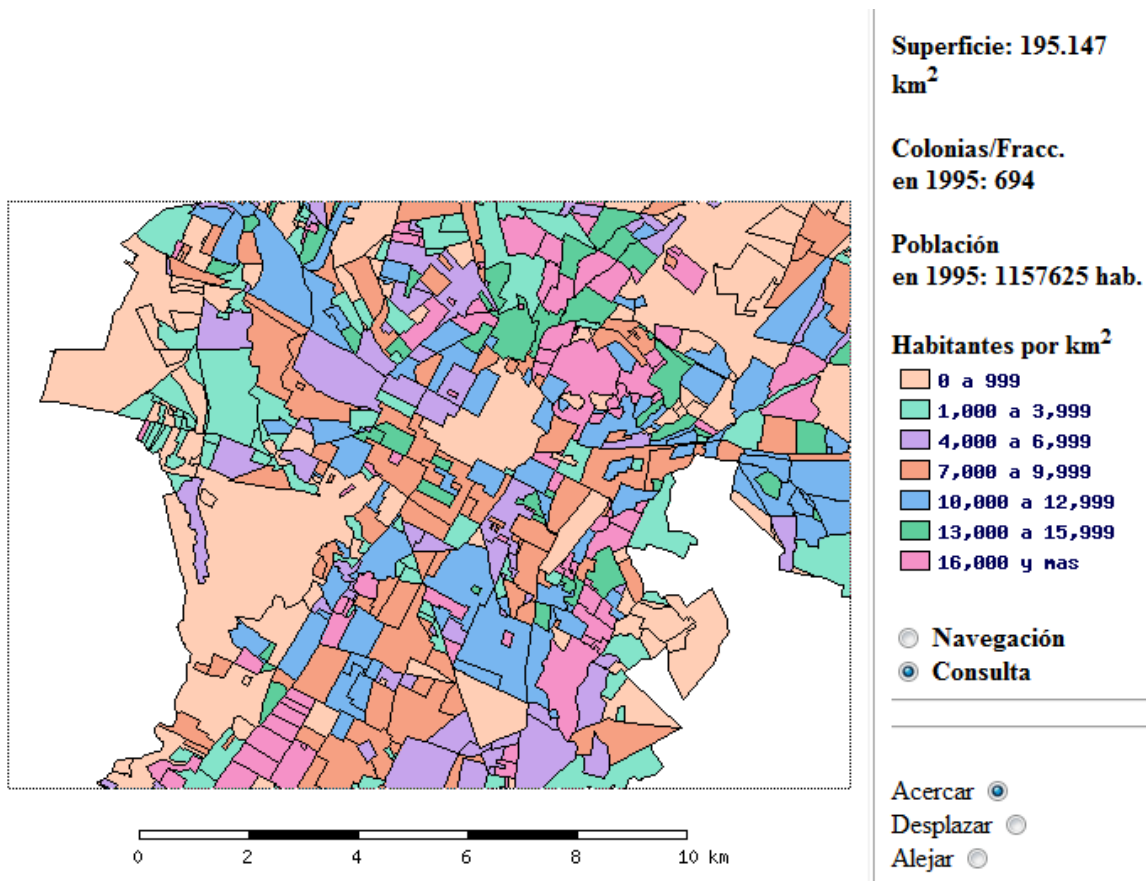 Superficie: 195.147
km2
Colonias/Fracc.
en 1995: 694
Población
en 1995: 1157625 hab.
Habitantes por km2
0 a 999
1,000 a 3,999
4,000 a 6,999
7,000 a 9,999
10,000 a 12,999
13,000 a 15,999
16,000 y mas
Navegación
Consulta
Acercar
Desplazar
Alejar
0 2 4 6 8 10 km